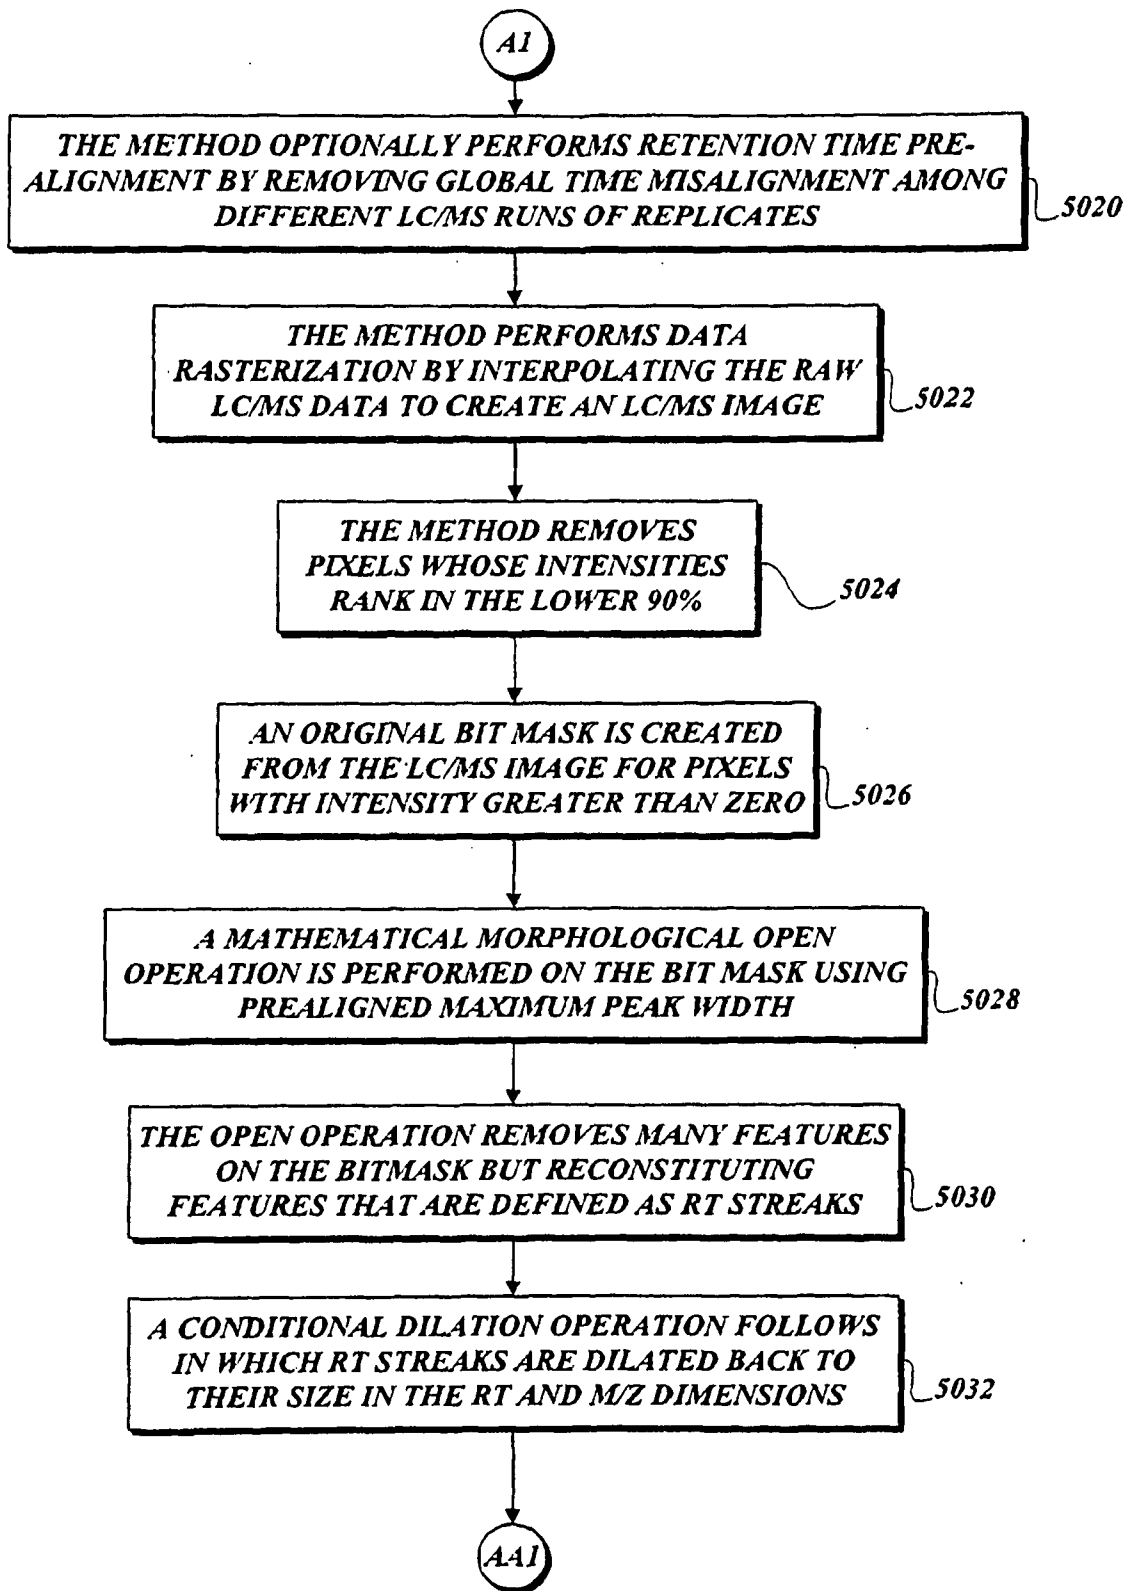 A1
THE METHOD OPTIONALLY PERFORMS RETENTION TIME PRE-
ALIGNMENT BY REMOVING GLOBAL TIME MISALIGNMENT AMONG
DIFFERENT LC/MS RUNS OF REPLICATES
5020
THE METHOD PERFORMS DATA
RASTERIZATION BY INTERPOLATING THE RAW
LC/MS DATA TO CREATE AN LC/MS IMAGE
5022
THE METHOD REMOVES
PIXELS WHOSE INTENSITIES
RANK IN THE LOWER 90%
5024
AN ORIGINAL BIT MASK IS CREATED
FROM THE LC/MS IMAGE FOR PIXELS
WITH INTENSITY GREATER THAN ZERO
5026
A MATHEMATICAL MORPHOLOGICAL OPEN
OPERATION IS PERFORMED ON THE BIT MASK USING
PREALIGNED MAXIMUM PEAK WIDTH
5028
THE OPEN OPERATION REMOVES MANY FEATURES
ON THE BITMASK BUT RECONSTITUTING
FEATURES THAT ARE DEFINED AS RT STREAKS
5030
A CONDITIONAL DILATION OPERATION FOLLOWS
IN WHICH RT STREAKS ARE DILATED BACK TO
THEIR SIZE IN THE RT AND M/Z DIMENSIONS
5032
AA1